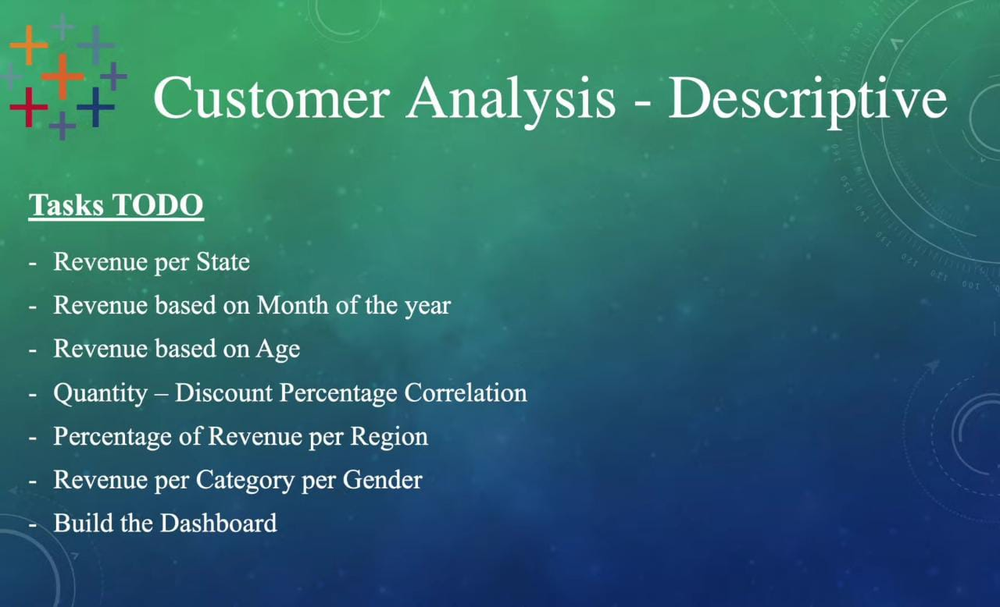 Customer Analysis - Descriptive
Tasks TODO
- Revenue per State
- Revenue based on Month of the year
- Revenue based on Age
- Quantity – Discount Percentage Correlation
- Percentage of Revenue per Region
- Revenue per Category per Gender
- Build the Dashboard